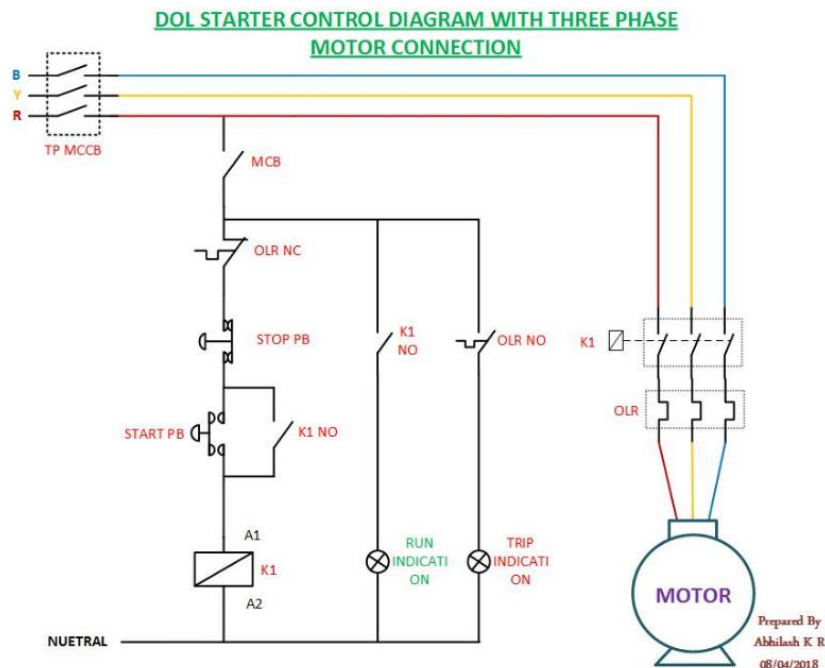 DOL STARTER CONTROL DIAGRAM WITH THREE PHASE
MOTOR CONNECTION
B
Y
R
TP MCCB
MCB
OLR NC
STOP PB
K1
NO
OLR NO
K1
START PB
K1 NO
OLR
A1
K1
A2
RUN
INDICATI
ON
TRIP
INDICATI
ON
MOTOR
NUETRAL
Prepared By
Abhilash K R
08/04/2018